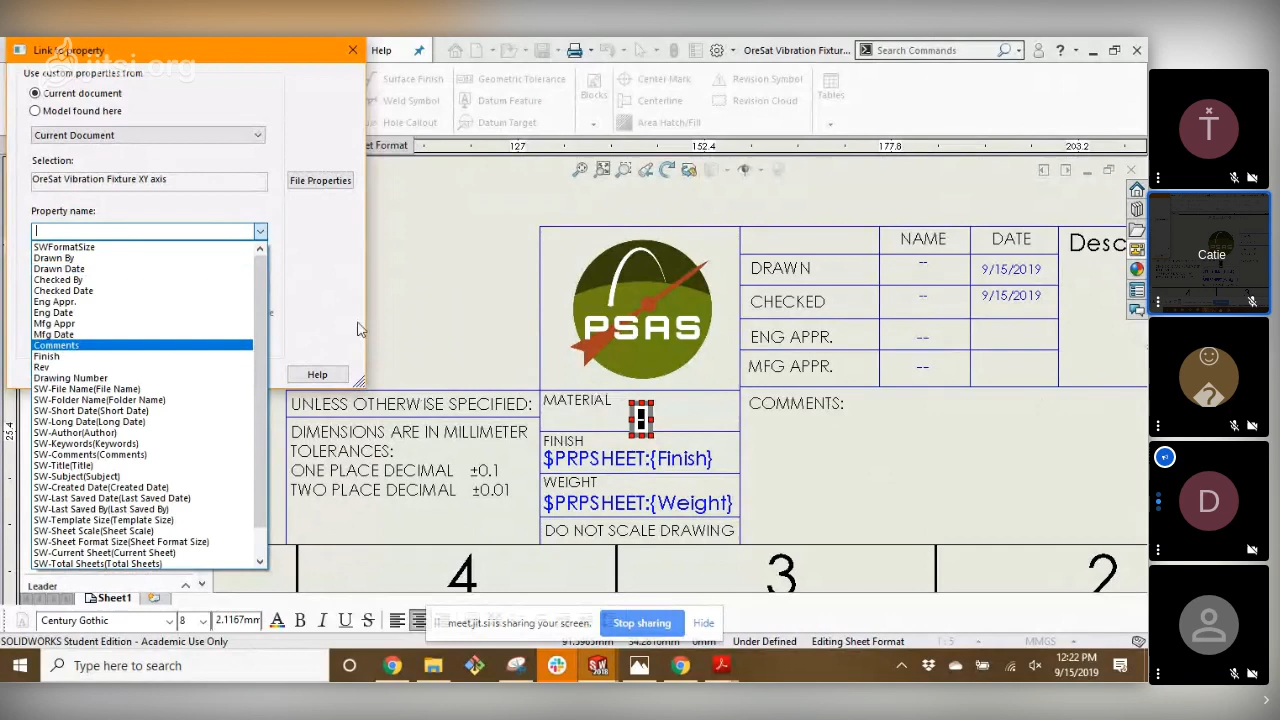 Link to property
jitsi.org
Use custom properties from
Current document
Model found here
Current Document
Selection:
OreSat Vibration Fixture XY axis
File Properties
Property name:
SWFormatSize
Drawn By
Drawn Date
Checked By
Checked Date
Eng Appr.
Eng Date
Mfg Appr
Mfg Date
Comments
Finish
Rev
Drawing Number
SW-File Name(File Name)
SW-Folder Name(Folder Name)
SW-Short Date(Short Date)
SW-Long Date(Long Date)
SW-Author(Author)
SW-Keywords(Keywords)
SW-Comments(Comments)
SW-Title(Title)
SW-Subject(Subject)
SW-Created Date(Created Date)
SW-Last Saved Date(Last Saved Date)
SW-Last Saved By(Last Saved By)
SW-Template Size(Template Size)
SW-Sheet Scale(Sheet Scale)
SW-Sheet Format Size(Sheet Format Size)
SW-Current Sheet(Current Sheet)
SW-Total Sheets(Total Sheets)
Help
Help
OreSat Vibration Fixtur...
Search Commands
Surface Finish
Geometric Tolerance
Center Mark
Revision Symbol
Weld Symbol
Datum Feature
Blocks
Centerline
Revision Cloud
Tables
Hole Callout
Datum Target
Area Hatch/Fill
et Format
127
152.4
177.8
203.2
25.4
PSAS
NAME
DATE
Desc
DRAWN
--
9/15/2019
CHECKED
--
9/15/2019
ENG APPR.
--
MFG APPR.
--
UNLESS OTHERWISE SPECIFIED:
DIMENSIONS ARE IN MILLIMETER
TOLERANCES:
ONE PLACE DECIMAL ±0.1
TWO PLACE DECIMAL ±0.01
MATERIAL
FINISH
$PRPSHEET:{Finish}
WEIGHT
$PRPSHEET:{Weight}
DO NOT SCALE DRAWING
COMMENTS:
4
3
2
Leader
Sheet1
Century Gothic
8
2.1167mm
A B I U S
meet.jit.si is sharing your screen.
Stop sharing
Hide
SOLIDWORKS Student Edition - Academic Use Only
Under Defined
Editing Sheet Format
1 : 5
MMGS
Type here to search
SW
2018
12:22 PM
9/15/2019
T
Catie
D